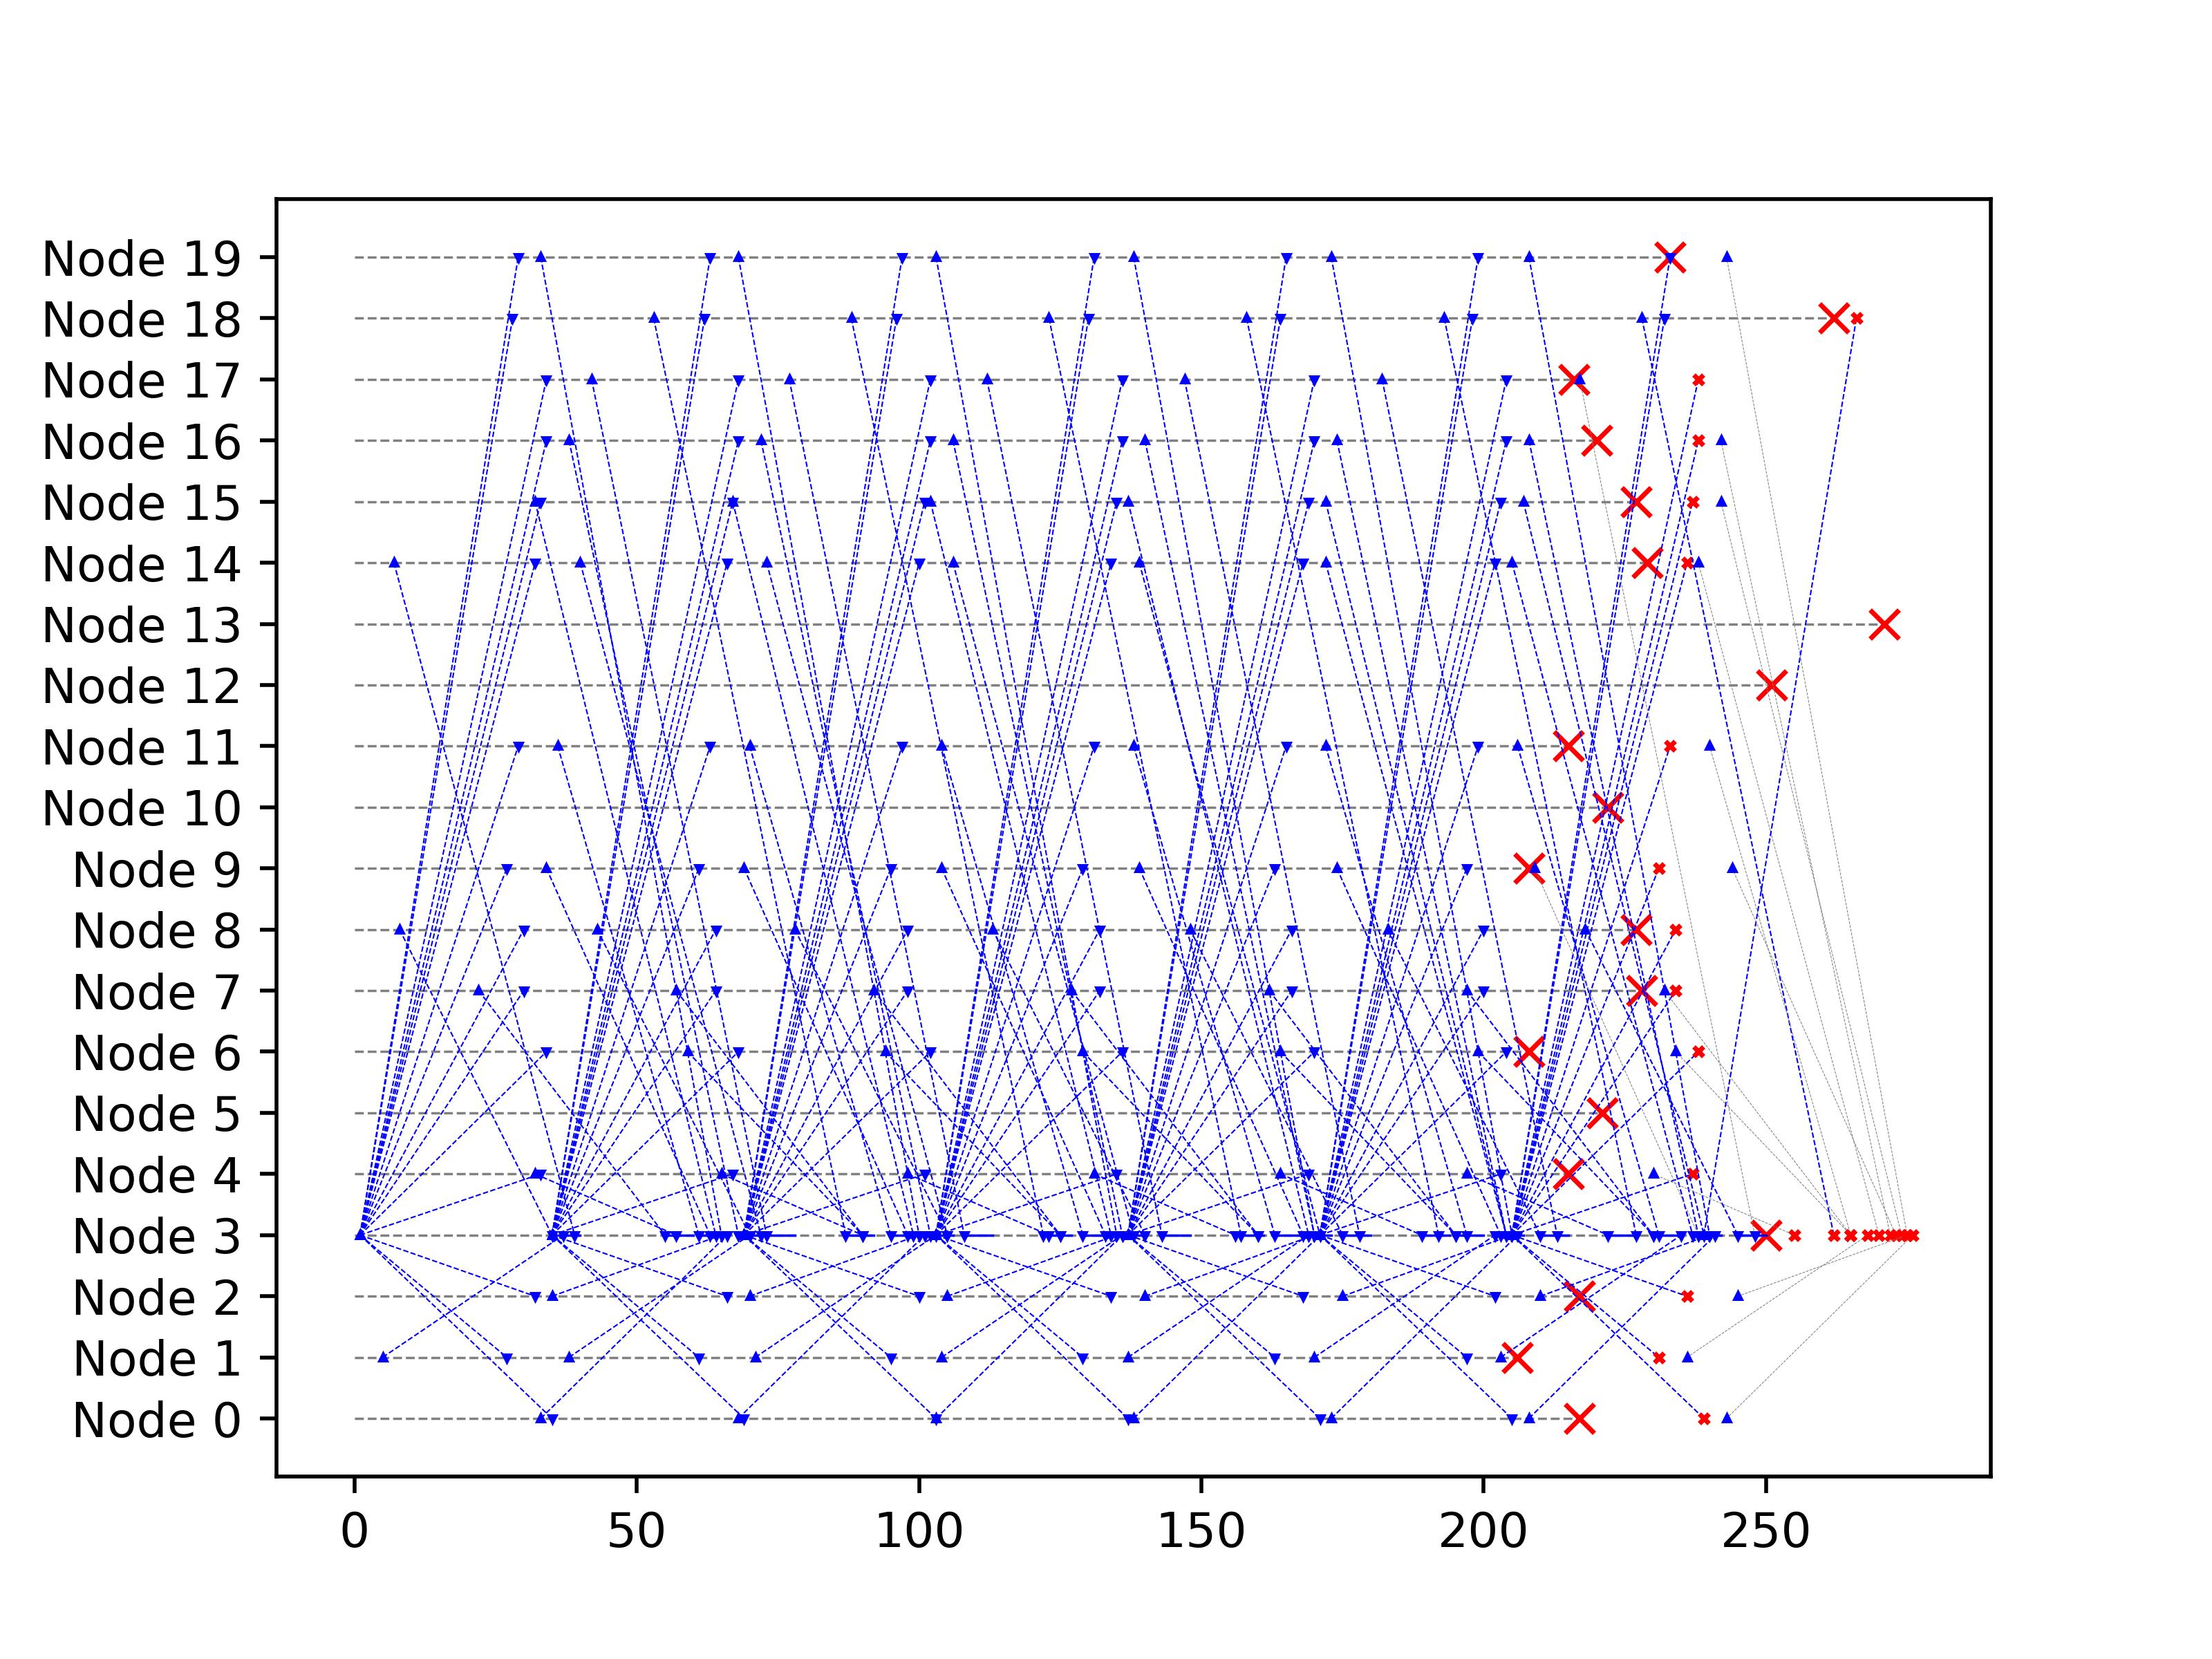 Node 19
Node 18
Node 17
Node 16
Node 15
Node 14
Node 13
Node 12
Node 11
Node 10
Node 9
Node 8
Node 7
Node 6
Node 5
Node 4
Node 3
Node 2
Node 1
Node 0
0 50 100 150 200 250